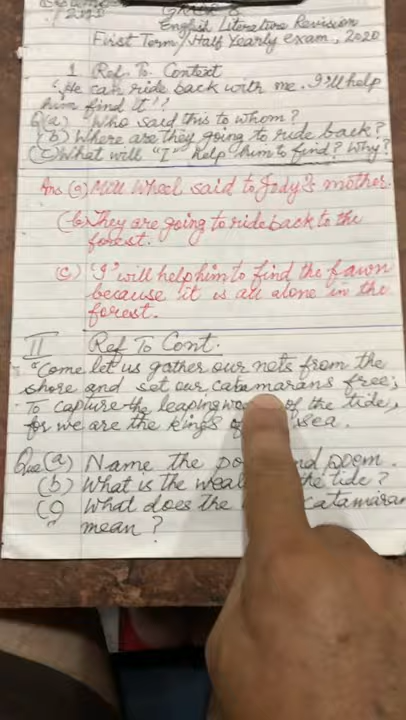 Grade 8
/2020 English Literature Revision
First Term/Half Yearly exam, 2020
1 Ref. To. Context
"He can ride back with me. I'll help
him find it"?
Q(a) Who said this to whom?
(b) Where are they going to ride back?
(c) What will "I" help him to find? Why?
Ans (a) Mill Wheel said to Jody's mother.
(b) They are going to ride back to the
forest.
(c) 'I' will help him to find the fawn
because it is all alone in the
forest.
II Ref To Cont.
"Come let us gather our nets from the
shore and set our catamarans free,
To capture the leaping of the tide,
for we are the kings sea.
Que (a) Name the nd poem.
(b) What is the the tide?
(c) What does the catamaran
mean?